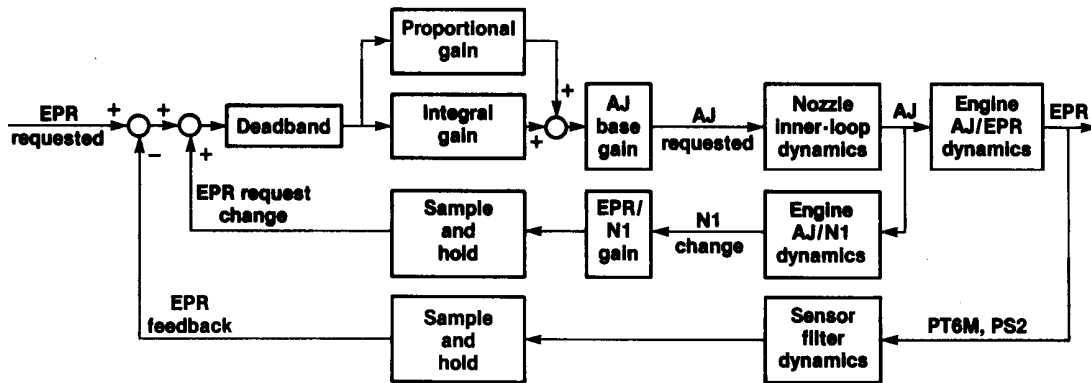 Proportional
gain
EPR
requested
+
+
+
−
Deadband
Integral
gain
+
+
AJ
base
gain
AJ
requested
Nozzle
inner-loop
dynamics
AJ
Engine
AJ/EPR
dynamics
EPR
EPR request
change
Sample
and
hold
EPR/
N1
gain
N1
change
Engine
AJ/N1
dynamics
EPR
feedback
Sample
and
hold
Sensor
filter
dynamics
PT6M, PS2